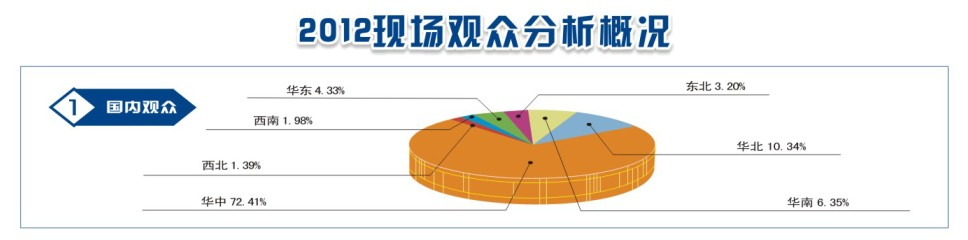 2012现场观众分析概况
1 国内观众
华东 4.33%
东北 3.20%
西南 1.98%
华北 10.34%
西北 1.39%
华中 72.41%
华南 6.35%